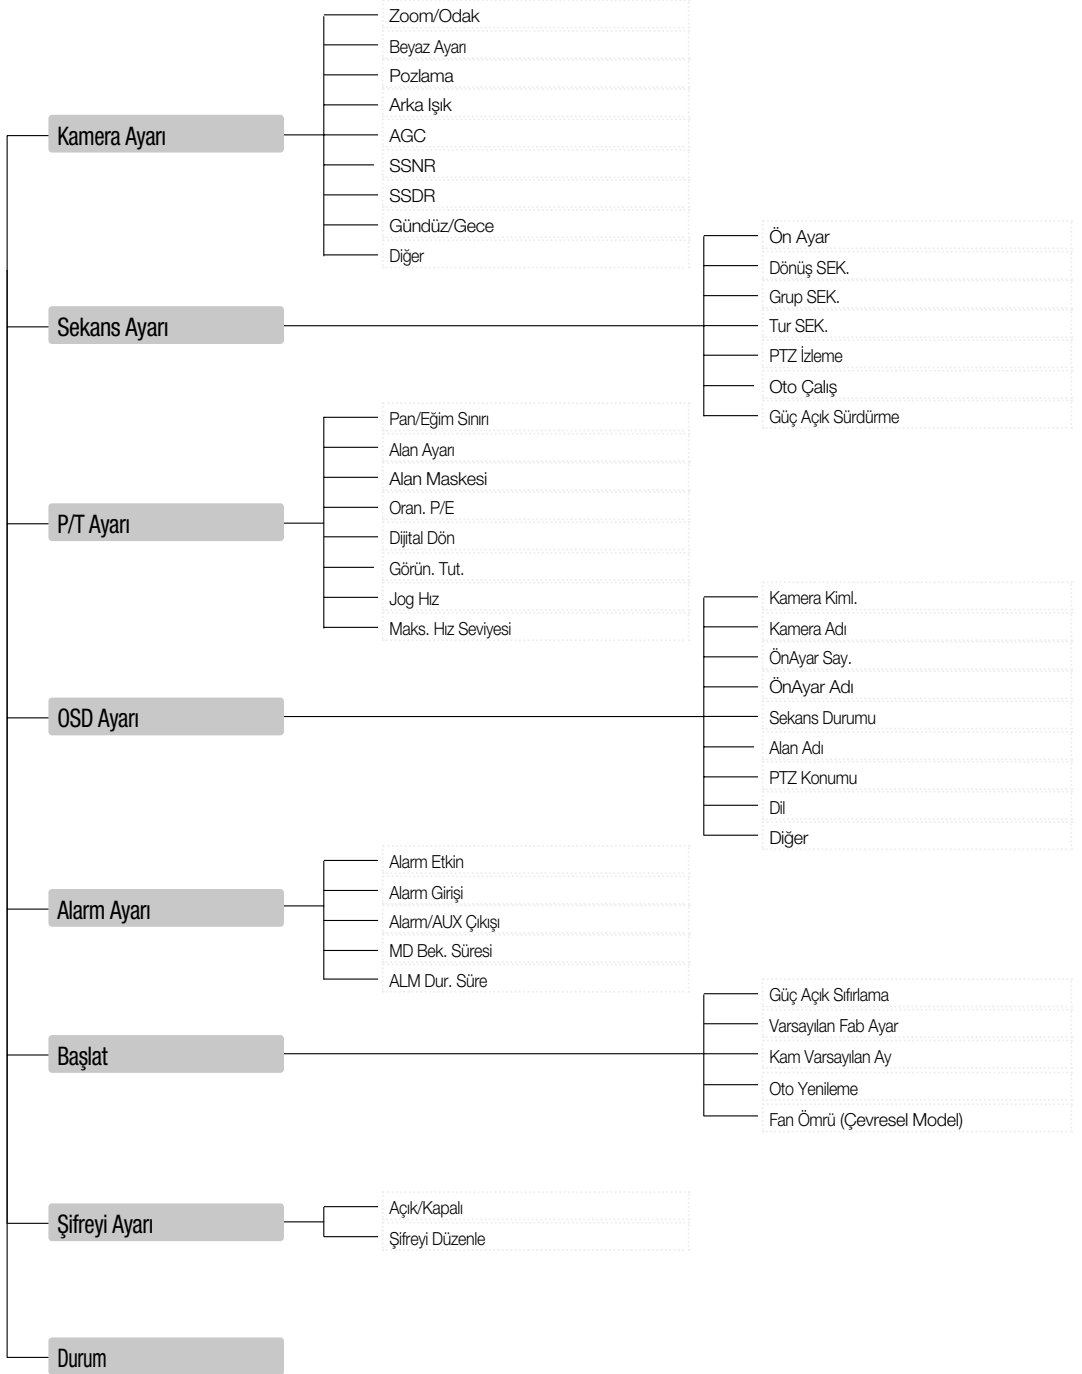 Kamera Ayarı
Zoom/Odak
Beyaz Ayarı
Pozlama
Arka Işık
AGC
SSNR
SSDR
Gündüz/Gece
Diğer
Sekans Ayarı
Ön Ayar
Dönüş SEK.
Grup SEK.
Tur SEK.
PTZ İzleme
Oto Çalış
Güç Açık Sürdürme
P/T Ayarı
Pan/Eğim Sınırı
Alan Ayarı
Alan Maskesi
Oran. P/E
Dijital Dön
Görün. Tut.
Jog Hız
Maks. Hız Seviyesi
OSD Ayarı
Kamera Kiml.
Kamera Adı
ÖnAyar Say.
ÖnAyar Adı
Sekans Durumu
Alan Adı
PTZ Konumu
Dil
Diğer
Alarm Ayarı
Alarm Etkin
Alarm Girişi
Alarm/AUX Çıkışı
MD Bek. Süresi
ALM Dur. Süre
Başlat
Güç Açık Sıfırlama
Varsayılan Fab Ayar
Kam Varsayılan Ay
Oto Yenileme
Fan Ömrü (Çevresel Model)
Şifreyi Ayarı
Açık/Kapalı
Şifreyi Düzenle
Durum